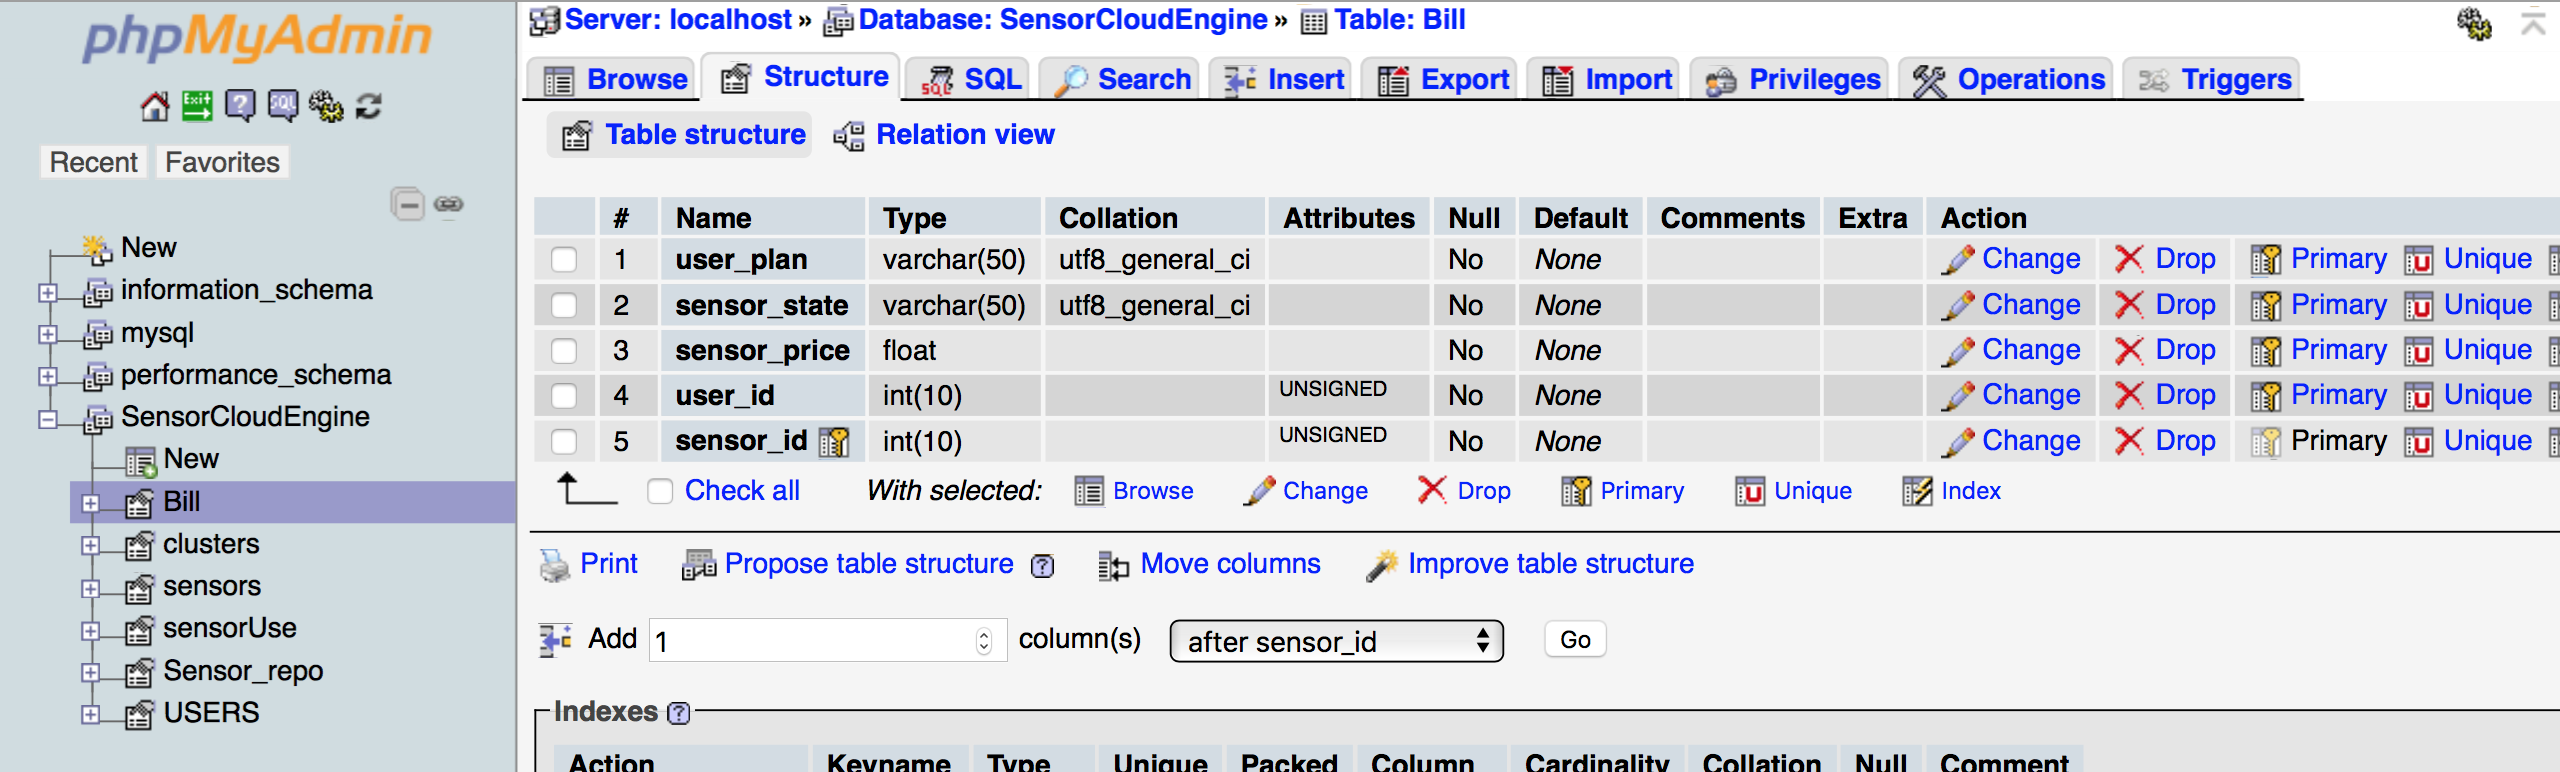 phpMyAdmin
Exit
?
SQL
Recent Favorites
New
information_schema
mysql
performance_schema
SensorCloudEngine
New
Bill
clusters
sensors
sensorUse
Sensor_repo
USERS
Server: localhost » Database: SensorCloudEngine » Table: Bill
Browse Structure SQL Search Insert Export Import Privileges Operations Triggers
Table structure Relation view
# Name Type Collation Attributes Null Default Comments Extra Action
1 user_plan varchar(50) utf8_general_ci No None Change Drop Primary Unique
2 sensor_state varchar(50) utf8_general_ci No None Change Drop Primary Unique
3 sensor_price float No None Change Drop Primary Unique
4 user_id int(10) UNSIGNED No None Change Drop Primary Unique
5 sensor_id int(10) UNSIGNED No None Change Drop Primary Unique
Check all With selected: Browse Change Drop Primary Unique Index
Print Propose table structure ? Move columns Improve table structure
Add 1 column(s) after sensor_id Go
Indexes ?
Action Keyname Type Unique Packed Column Cardinality Collation Null Comment